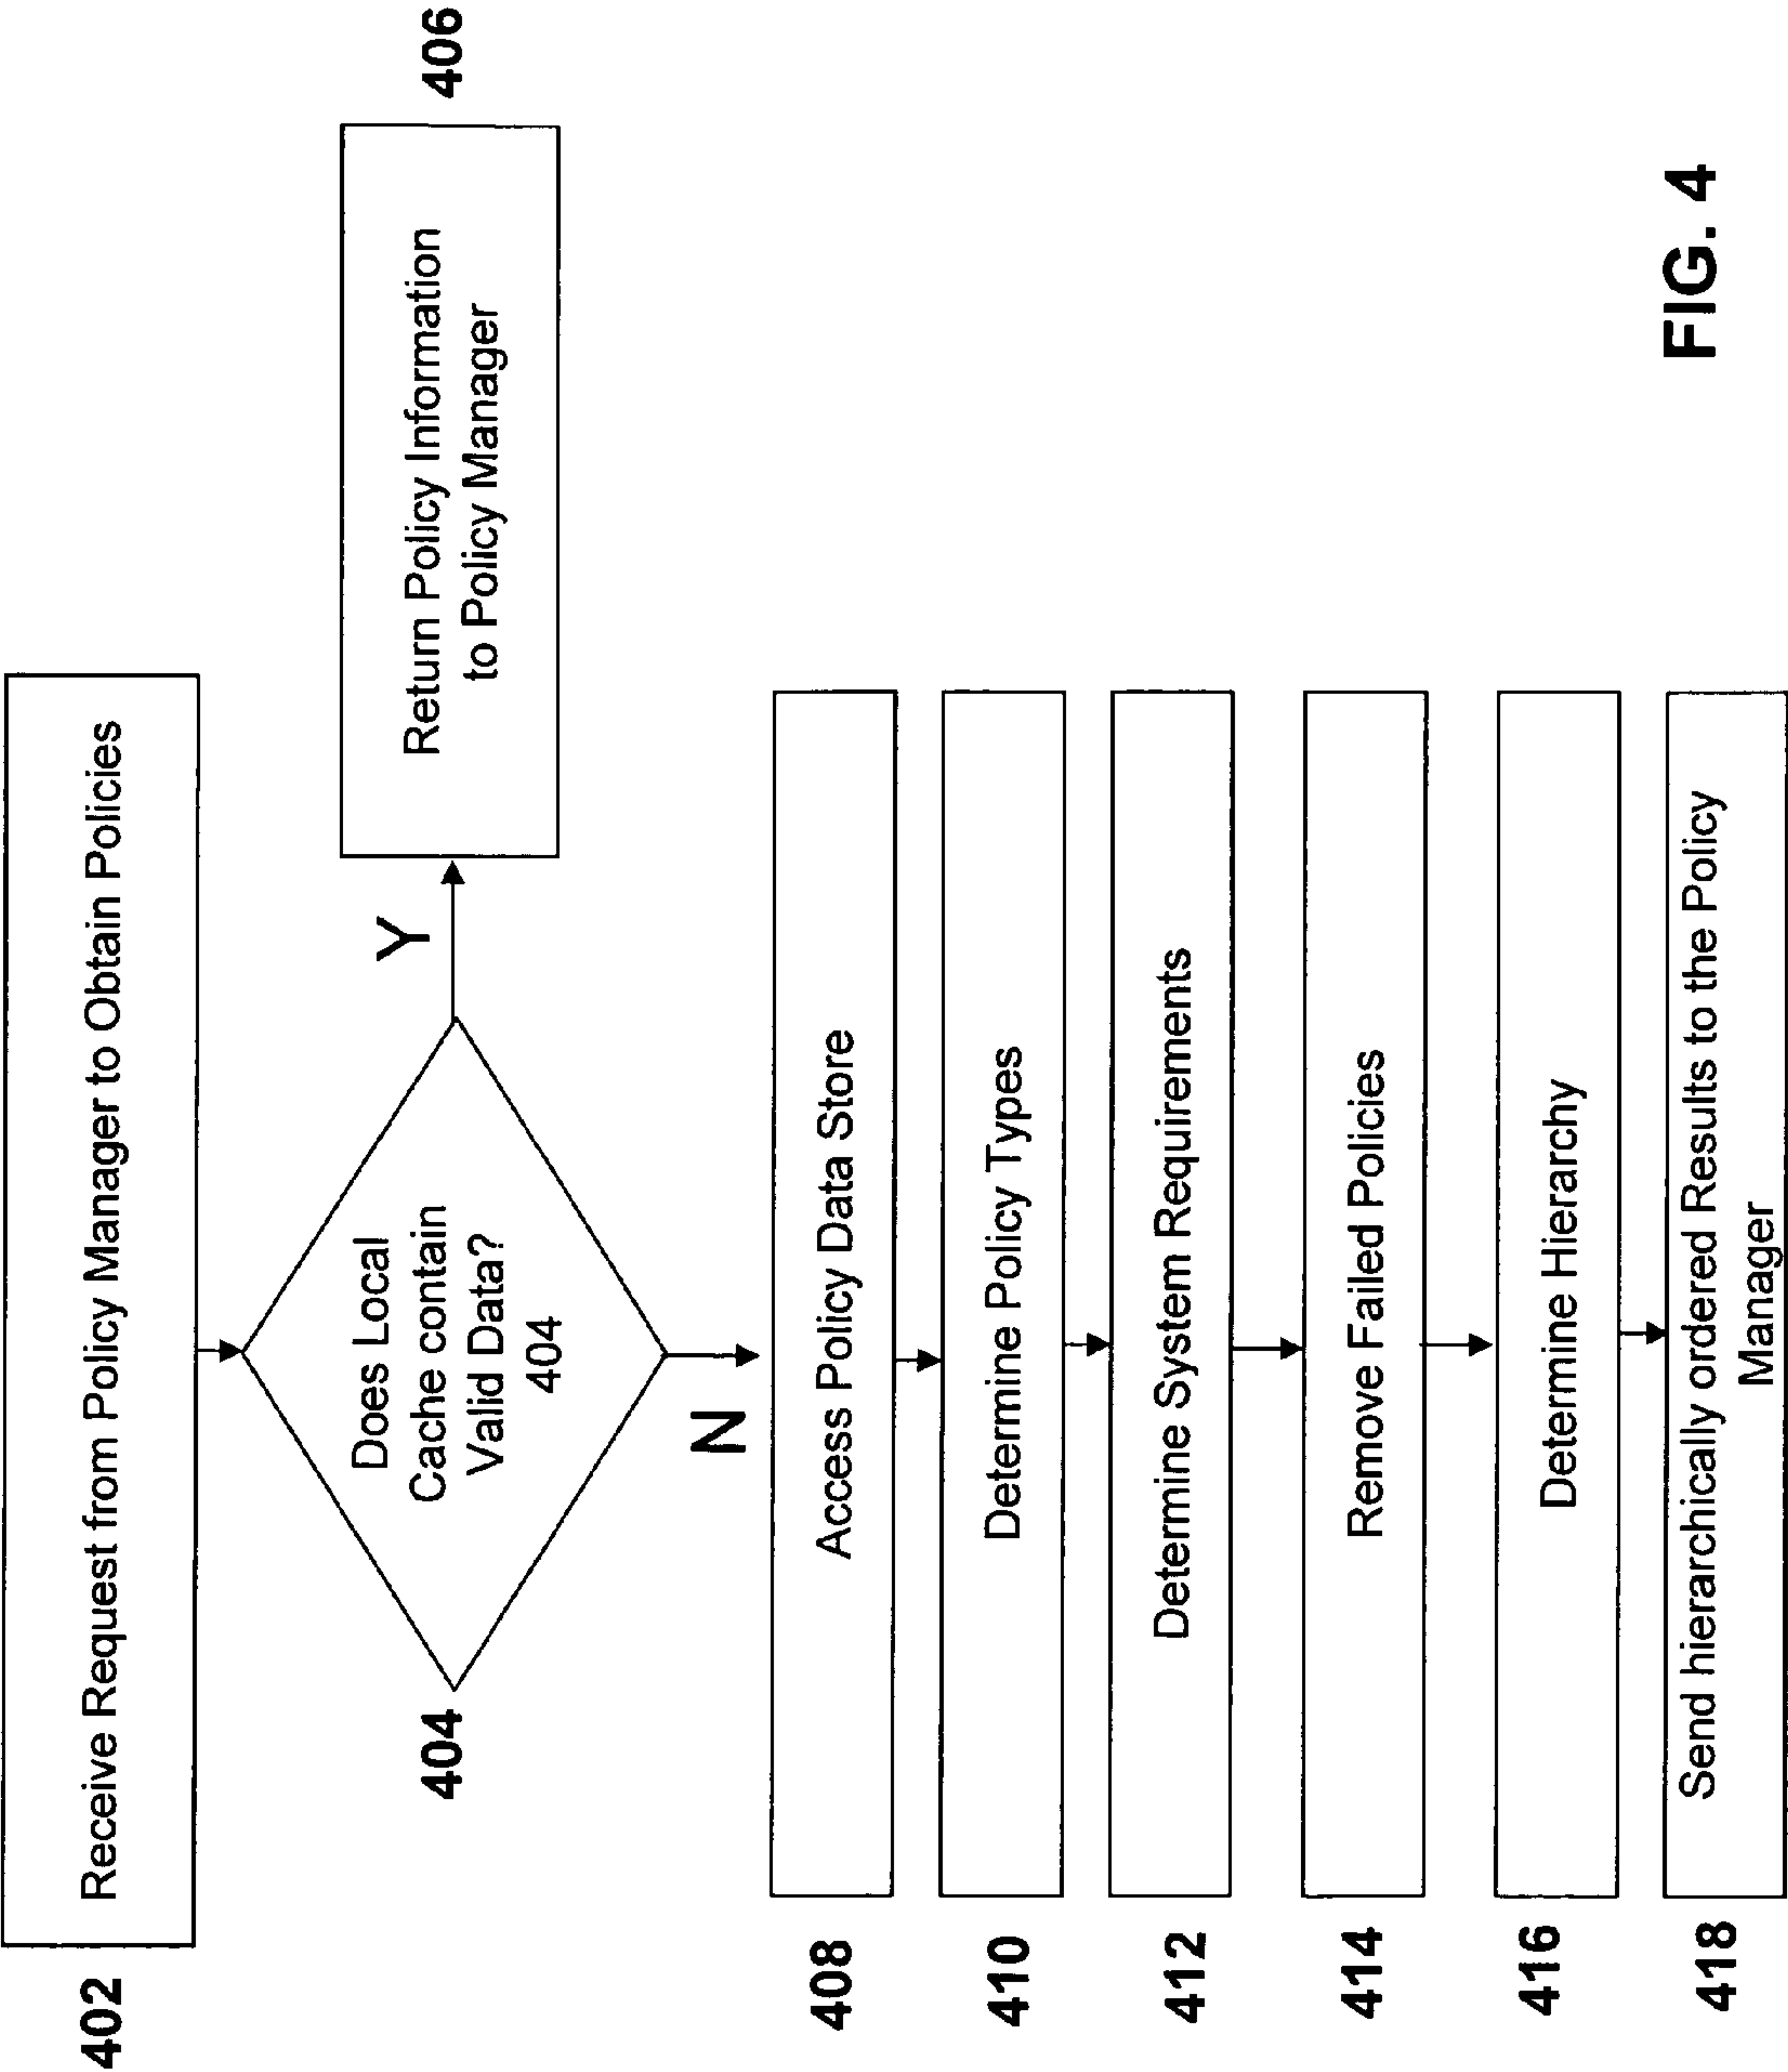 402
Receive Request from Policy Manager to Obtain Policies
Does Local
Cache contain
Valid Data?
404
404
Y
Return Policy Information
to Policy Manager
406
N
408
Access Policy Data Store
410
Determine Policy Types
412
Determine System Requirements
414
Remove Failed Policies
416
Determine Hierarchy
418
Send hierarchically ordered Results to the Policy
Manager
FIG. 4